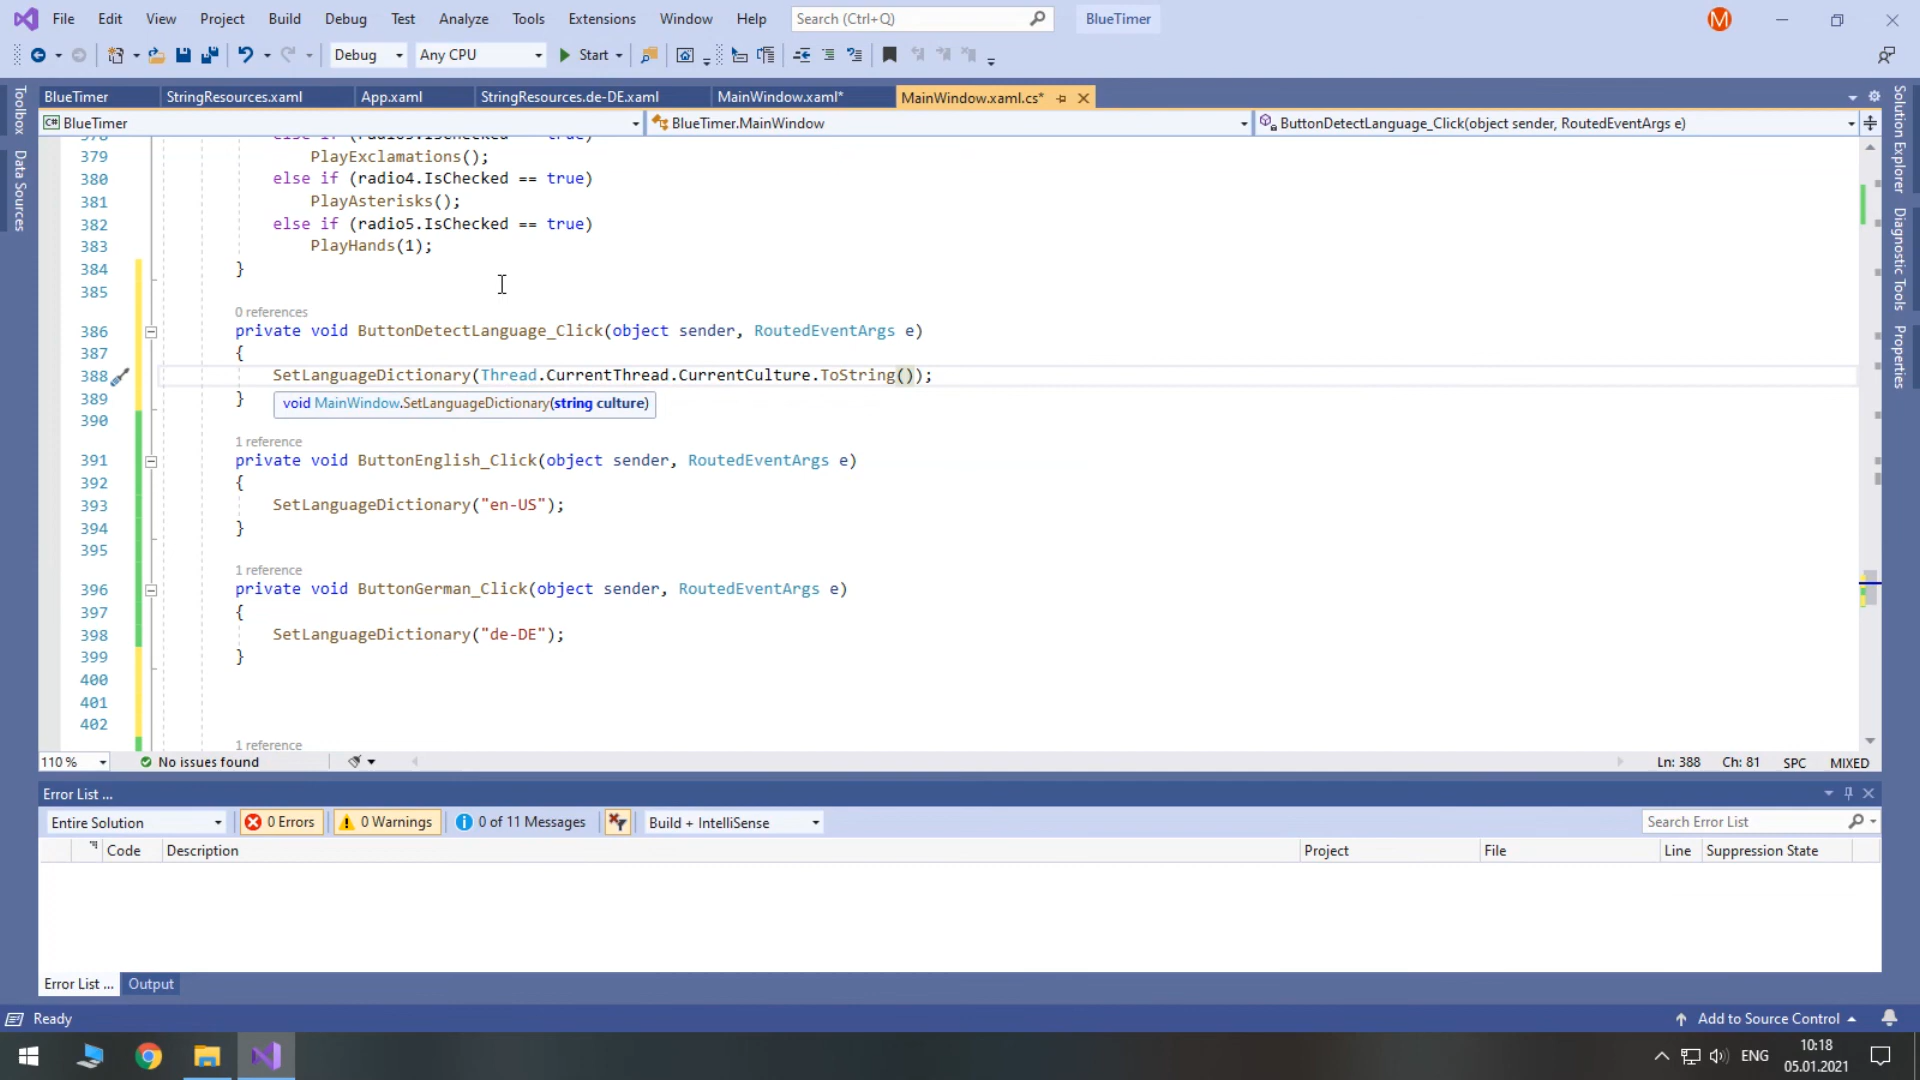 File Edit View Project Build Debug Test Analyze Tools Extensions Window Help Search (Ctrl+Q) BlueTimer M
Debug Any CPU Start
BlueTimer StringResources.xaml App.xaml StringResources.de-DE.xaml MainWindow.xaml* MainWindow.xaml.cs*
C# BlueTimer BlueTimer.MainWindow ButtonDetectLanguage_Click(object sender, RoutedEventArgs e)
Toolbox
Data Sources
Solution Explorer
Diagnostic Tools
Properties
378 else if (radio3.IsChecked == true)
379 PlayExclamations();
380 else if (radio4.IsChecked == true)
381 PlayAsterisks();
382 else if (radio5.IsChecked == true)
383 PlayHands(1);
384 }
385
0 references
386 private void ButtonDetectLanguage_Click(object sender, RoutedEventArgs e)
387 {
388 SetLanguageDictionary(Thread.CurrentThread.CurrentCulture.ToString());
389 } void MainWindow.SetLanguageDictionary(string culture)
390
1 reference
391 private void ButtonEnglish_Click(object sender, RoutedEventArgs e)
392 {
393 SetLanguageDictionary("en-US");
394 }
395
1 reference
396 private void ButtonGerman_Click(object sender, RoutedEventArgs e)
397 {
398 SetLanguageDictionary("de-DE");
399 }
400
401
402
1 reference
110 % No issues found Ln: 388 Ch: 81 SPC MIXED
Error List ...
Entire Solution 0 Errors 0 Warnings 0 of 11 Messages Build + IntelliSense Search Error List
Code Description Project File Line Suppression State
Error List ... Output
Ready Add to Source Control
ENG 10:18
05.01.2021